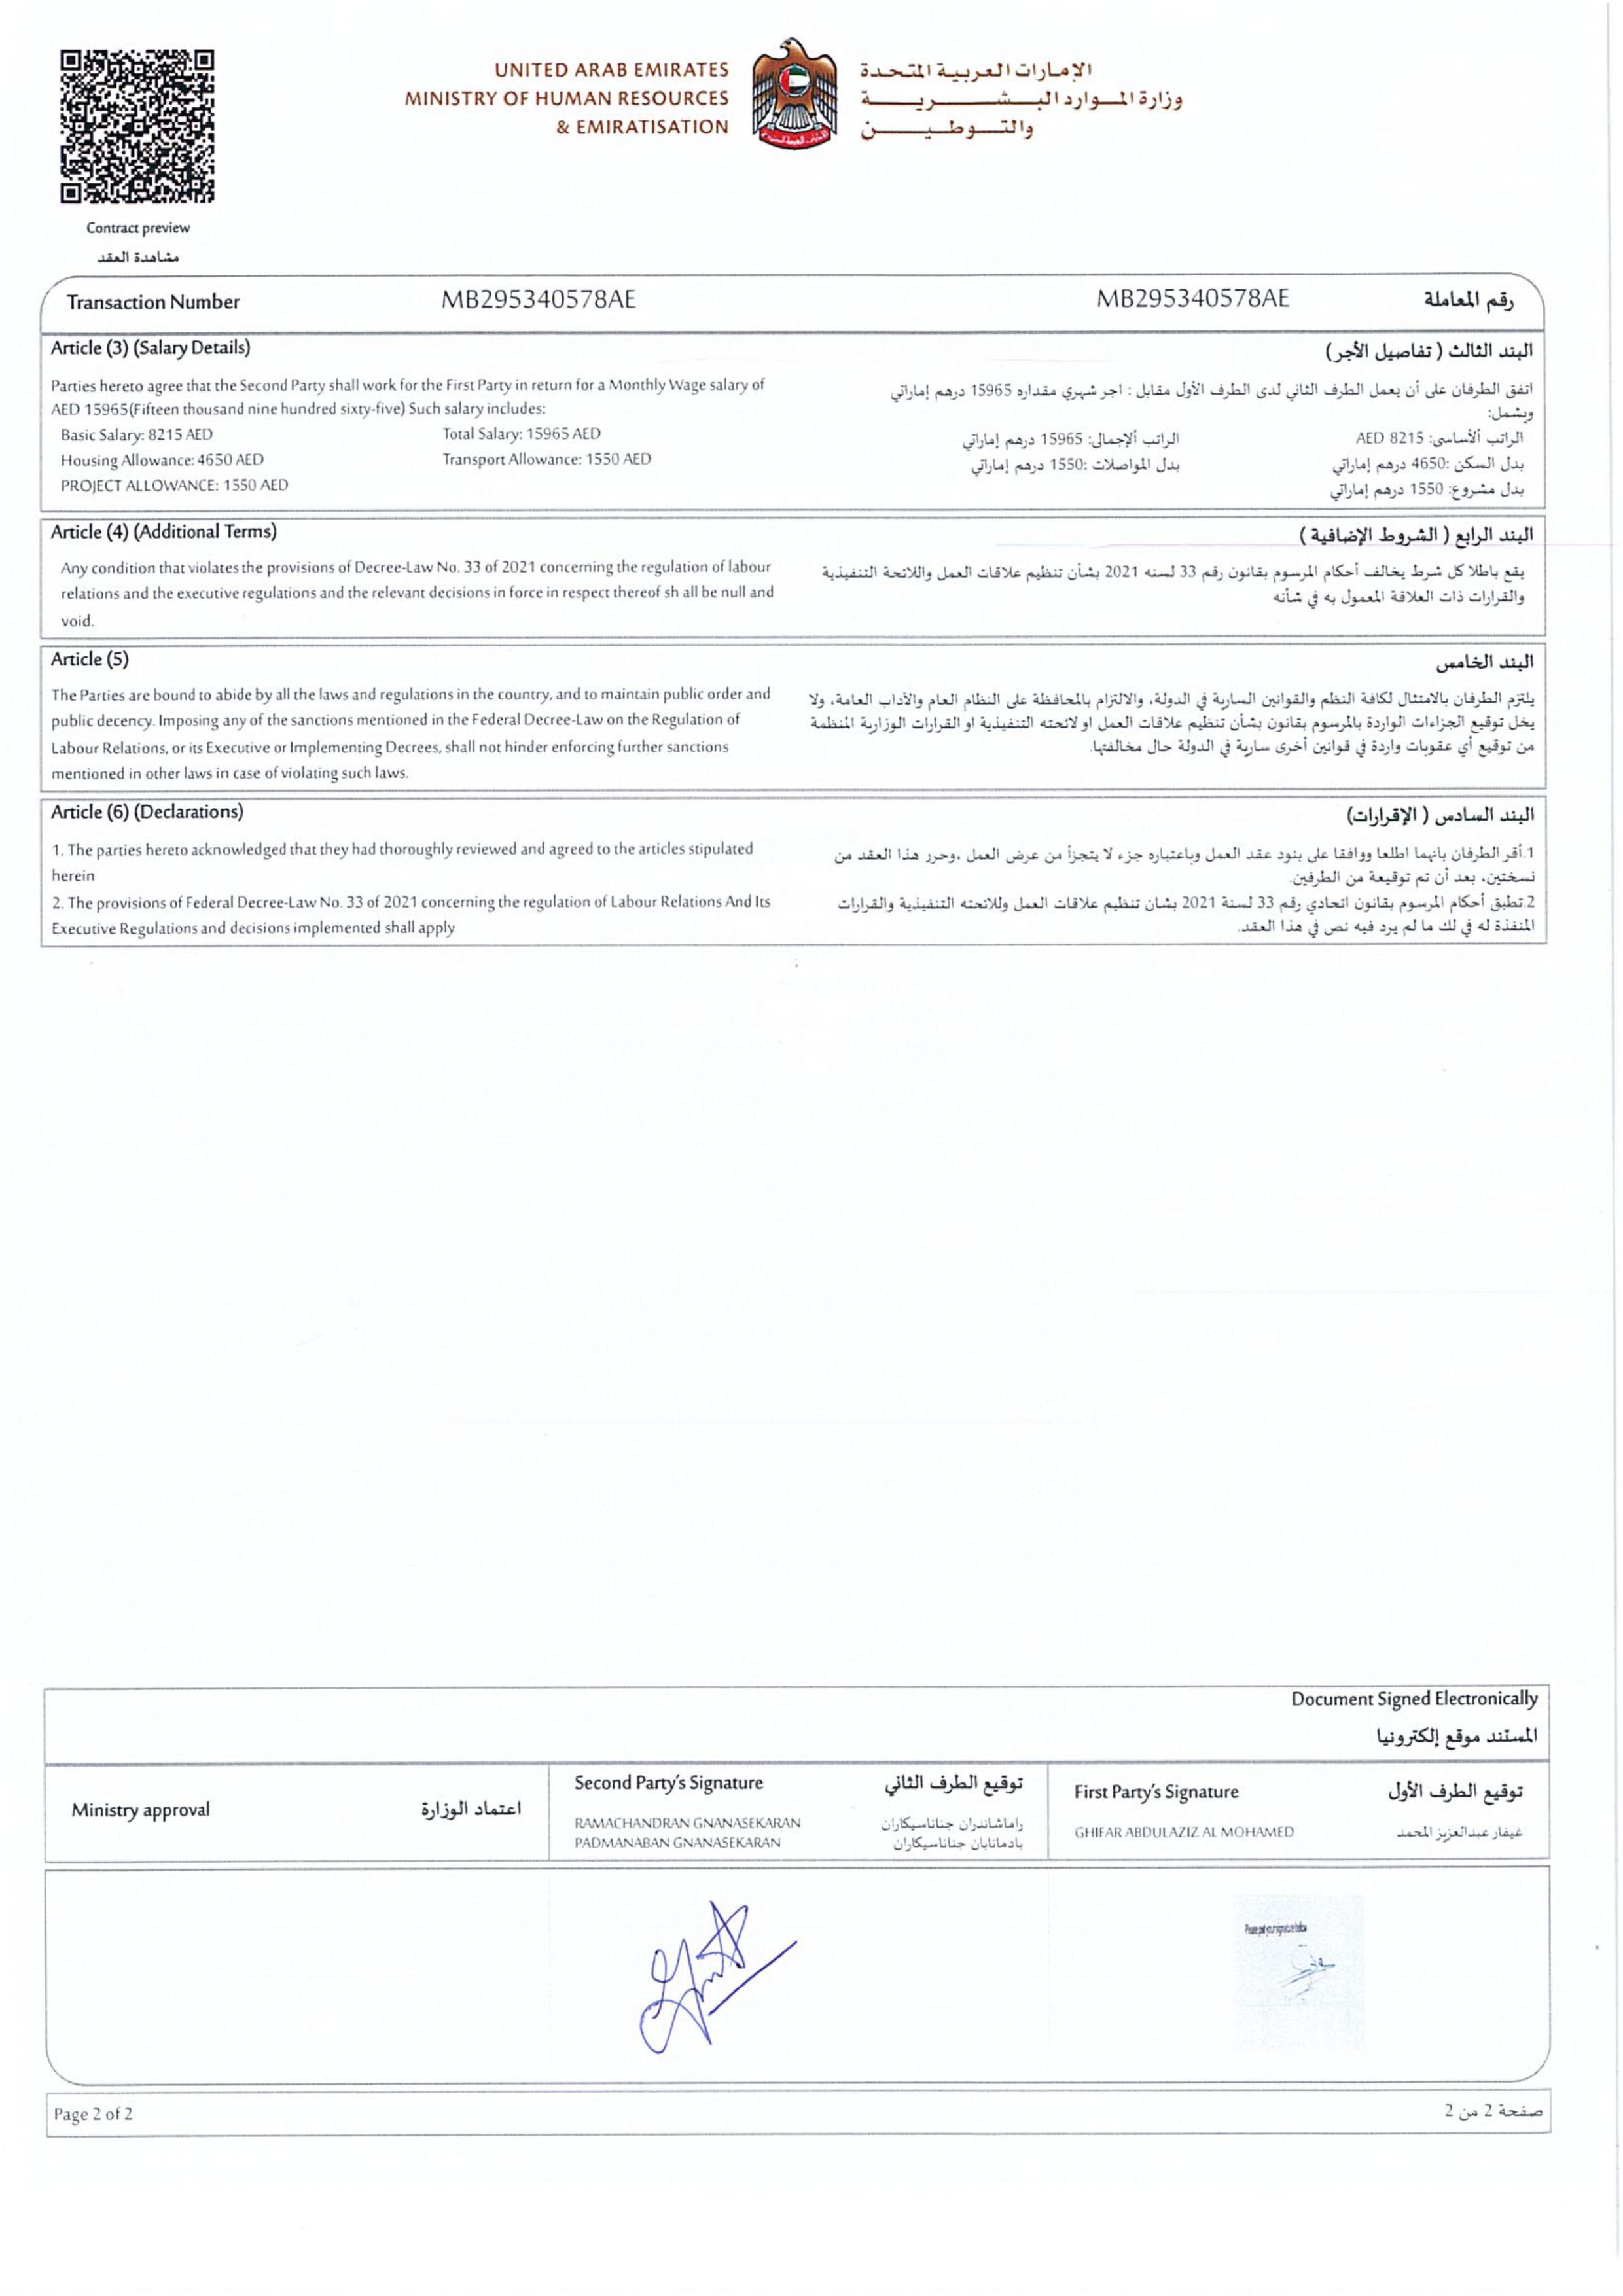 UNITED ARAB EMIRATES
MINISTRY OF HUMAN RESOURCES
& EMIRATISATION
الإمارات العربية المتحدة
وزارة الموارد البشرية
والتوطين
Contract preview
مشاهدة العقد
Transaction Number MB295340578AE MB295340578AE رقم المعاملة
Article (3) (Salary Details)
Parties hereto agree that the Second Party shall work for the First Party in return for a Monthly Wage salary of
AED 15965(Fifteen thousand nine hundred sixty-five) Such salary includes:
Basic Salary: 8215 AED Total Salary: 15965 AED
Housing Allowance: 4650 AED Transport Allowance: 1550 AED
PROJECT ALLOWANCE: 1550 AED
البند الثالث ( تفاصيل الأجر)
اتفق الطرفان على أن يعمل الطرف الثاني لدى الطرف الأول مقابل : اجر شهري مقداره 15965 درهم إماراتي
ويشمل:
الراتب ألأساسى: 8215 AED الراتب ألإجمالى: 15965 درهم إماراتي
بدل السكن :4650 درهم إماراتي بدل المواصلات :1550 درهم إماراتي
بدل مشروع: 1550 درهم إماراتي
Article (4) (Additional Terms)
Any condition that violates the provisions of Decree-Law No. 33 of 2021 concerning the regulation of labour
relations and the executive regulations and the relevant decisions in force in respect thereof sh all be null and
void.
البند الرابع ( الشروط الإضافية )
يقع باطلا كل شرط يخالف أحكام المرسوم بقانون رقم 33 لسنه 2021 بشأن تنظيم علاقات العمل واللائحة التنفيذية
والقرارات ذات العلاقة المعمول به في شأنه
Article (5)
The Parties are bound to abide by all the laws and regulations in the country, and to maintain public order and
public decency. Imposing any of the sanctions mentioned in the Federal Decree-Law on the Regulation of
Labour Relations, or its Executive or Implementing Decrees, shall not hinder enforcing further sanctions
mentioned in other laws in case of violating such laws.
البند الخامس
يلتزم الطرفان بالامتثال لكافة النظم والقوانين السارية في الدولة، والالتزام بالمحافظة على النظام العام والآداب العامة، ولا
يخل توقيع الجزاءات الواردة بالمرسوم بقانون بشأن تنظيم علاقات العمل او لائحته التنفيذية او القرارات الوزارية المنظمة
من توقيع أي عقوبات واردة في قوانين أخرى سارية في الدولة حال مخالفتها.
Article (6) (Declarations)
1. The parties hereto acknowledged that they had thoroughly reviewed and agreed to the articles stipulated
herein
2. The provisions of Federal Decree-Law No. 33 of 2021 concerning the regulation of Labour Relations And Its
Executive Regulations and decisions implemented shall apply
البند السادس ( الإقرارات)
1.أقر الطرفان بانهما اطلعا ووافقا على بنود عقد العمل وباعتباره جزء لا يتجزأ من عرض العمل ،وحرر هذا العقد من
نسختين، بعد أن تم توقيعة من الطرفين.
2.تطبق أحكام المرسوم بقانون اتحادي رقم 33 لسنة 2021 بشان تنظيم علاقات العمل وللائحته التنفيذية والقرارات
المنفذة له في لك ما لم يرد فيه نص في هذا العقد.
Document Signed Electronically
المستند موقع إلكترونيا
Ministry approval اعتماد الوزارة
Second Party's Signature توقيع الطرف الثاني
RAMACHANDRAN GNANASEKARAN راماشاندران جناناسيكاران
PADMANABAN GNANASEKARAN بادمانابان جناناسيكاران
First Party's Signature توقيع الطرف الأول
GHIFAR ABDULAZIZ AL MOHAMED غيفار عبدالعزيز المحمد
Please put your signature below
Page 2 of 2 صفحة 2 من 2